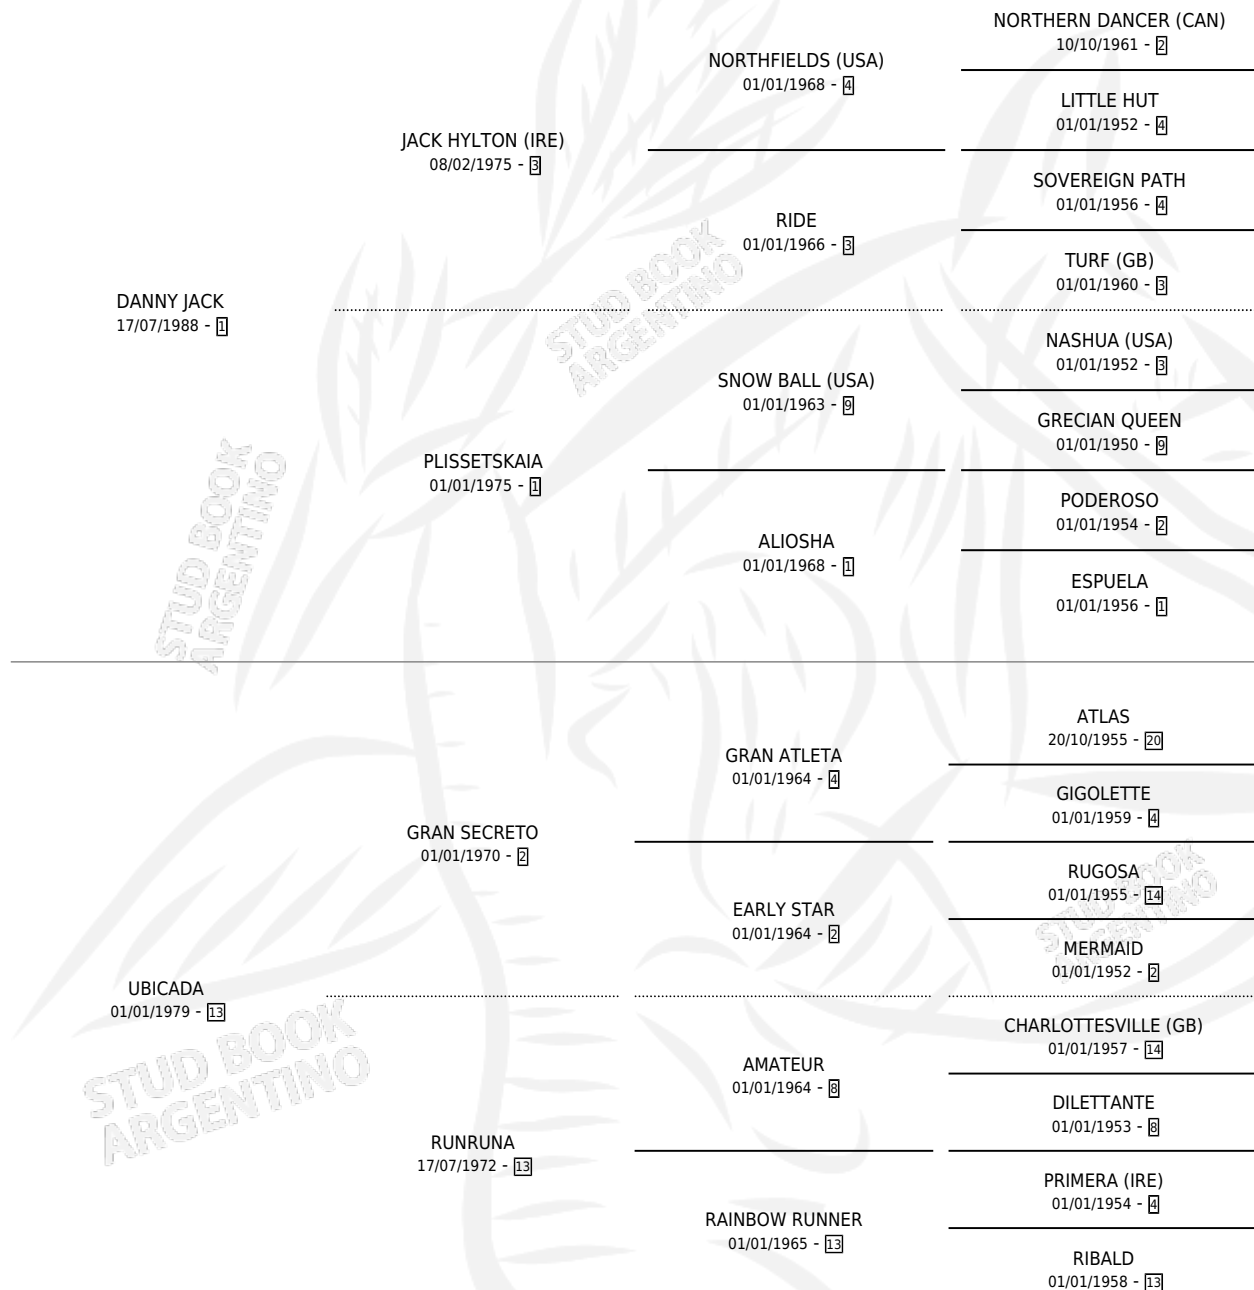 NORTHERN DANCER (CAN)
10/10/1961 - 2
NORTHFIELDS (USA)
01/01/1968 - 4
LITTLE HUT
01/01/1952 - 4
JACK HYLTON (IRE)
08/02/1975 - 3
SOVEREIGN PATH
01/01/1956 - 4
RIDE
01/01/1966 - 3
TURF (GB)
01/01/1960 - 3
DANNY JACK
17/07/1988 - 1
NASHUA (USA)
01/01/1952 - 3
SNOW BALL (USA)
01/01/1963 - 9
GRECIAN QUEEN
01/01/1950 - 9
PLISSETSKAIA
01/01/1975 - 1
PODEROSO
01/01/1954 - 2
ALIOSHA
01/01/1968 - 1
ESPUELA
01/01/1956 - 1
ATLAS
20/10/1955 - 20
GRAN ATLETA
01/01/1964 - 4
GIGOLETTE
01/01/1959 - 4
GRAN SECRETO
01/01/1970 - 2
RUGOSA
01/01/1955 - 14
EARLY STAR
01/01/1964 - 2
MERMAID
01/01/1952 - 2
UBICADA
01/01/1979 - 13
CHARLOTTESVILLE (GB)
01/01/1957 - 14
AMATEUR
01/01/1964 - 8
DILETTANTE
01/01/1953 - 8
RUNRUNA
17/07/1972 - 13
PRIMERA (IRE)
01/01/1954 - 4
RAINBOW RUNNER
01/01/1965 - 13
RIBALD
01/01/1958 - 13
STUD BOOK
ARGENTINO
STUD BOOK
ARGENTINO
STUD BOOK
ARGENTINO
STUD BOOK
ARGENTINO